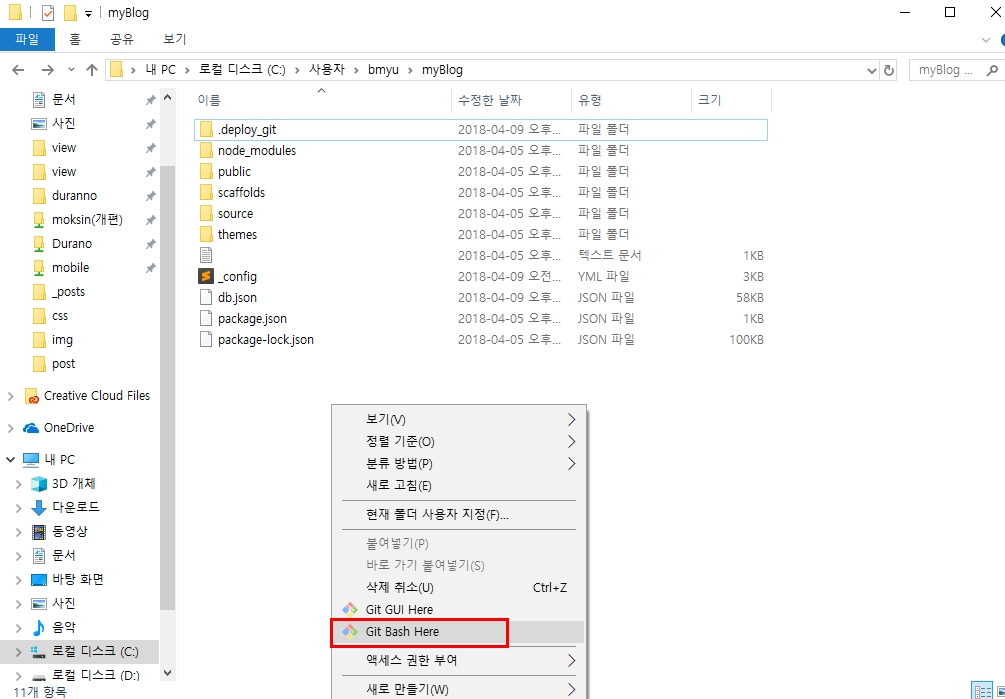 myBlog
파일 홈 공유 보기
내 PC 로컬 디스크 (C:) 사용자 bmyu myBlog
myBlog ...
이름 수정한 날짜 유형 크기
.deploy_git 2018-04-09 오후... 파일 폴더
node_modules 2018-04-05 오후... 파일 폴더
public 2018-04-05 오후... 파일 폴더
scaffolds 2018-04-05 오후... 파일 폴더
source 2018-04-05 오후... 파일 폴더
themes 2018-04-05 오후... 파일 폴더
2018-04-05 오후... 텍스트 문서 1KB
_config 2018-04-09 오전... YML 파일 3KB
db.json 2018-04-09 오후... JSON 파일 58KB
package.json 2018-04-05 오후... JSON 파일 1KB
package-lock.json 2018-04-05 오후... JSON 파일 100KB
문서
사진
view
view
duranno
moksin(개편)
Durano
mobile
_posts
css
img
post
Creative Cloud Files
OneDrive
내 PC
3D 개체
다운로드
동영상
문서
바탕 화면
사진
음악
로컬 디스크 (C:)
로컬 디스크 (D:)
11개 항목
보기(V)
정렬 기준(O)
분류 방법(P)
새로 고침(E)
현재 폴더 사용자 지정(F)...
붙여넣기(P)
바로 가기 붙여넣기(S)
삭제 취소(U) Ctrl+Z
Git GUI Here
Git Bash Here
액세스 권한 부여
새로 만들기(W)